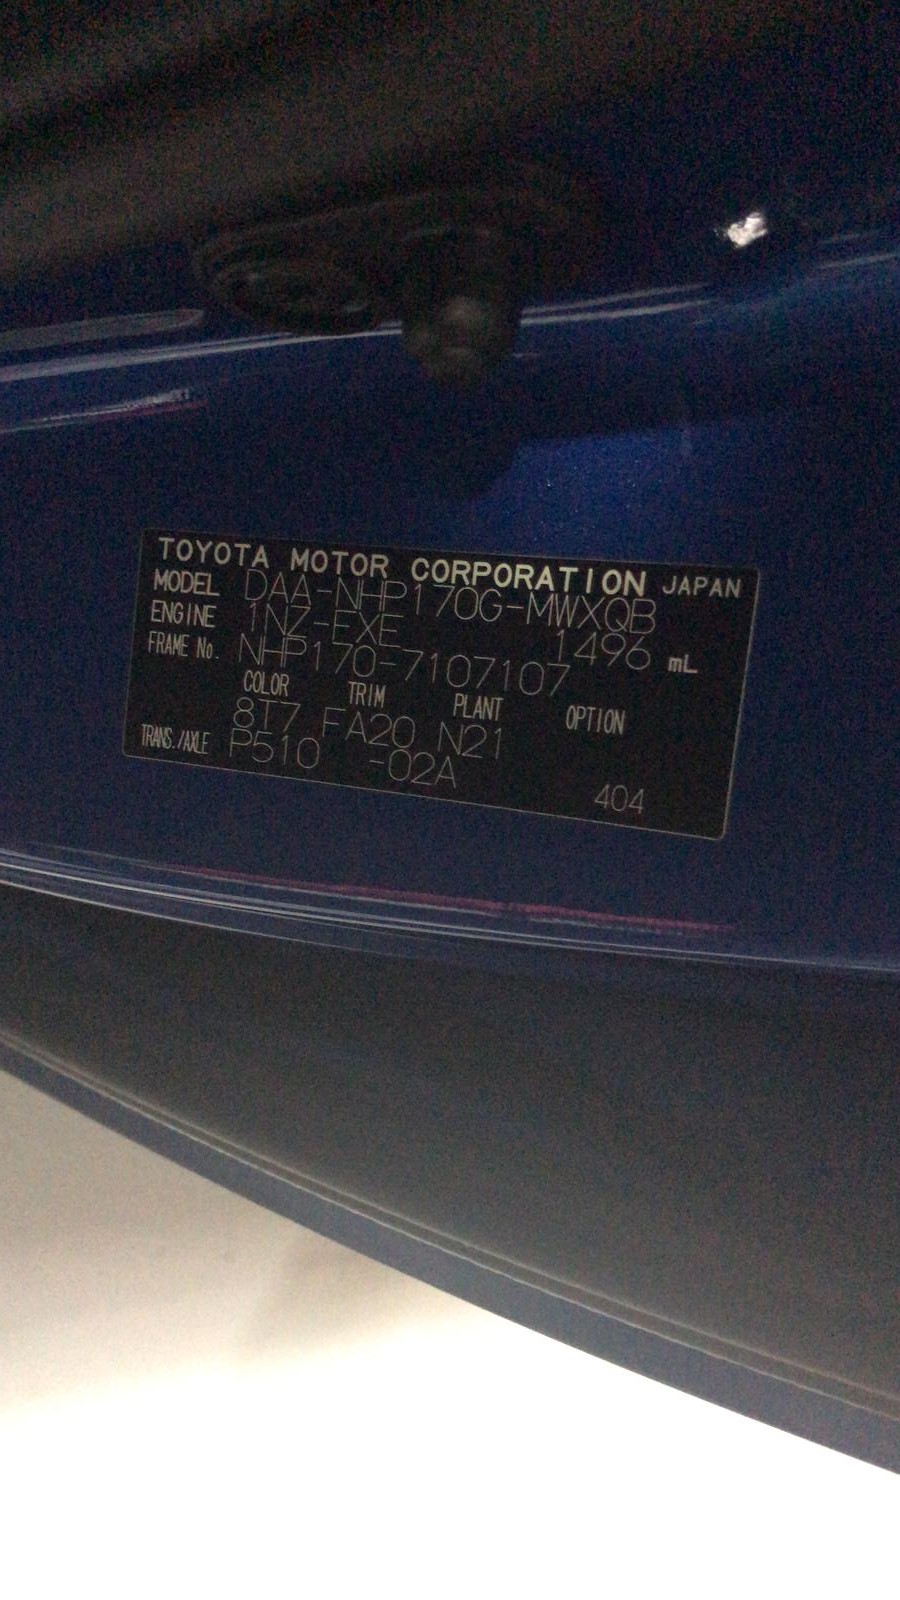 TOYOTA MOTOR CORPORATION JAPAN
MODEL DAA-NHP170G-MWXQB
ENGINE 1NZ-FXE 1496 mL
FRAME No. NHP170-7107107
COLOR TRIM PLANT OPTION
8T7 FA20 N21
TRANS./AXLE P510 -02A
404